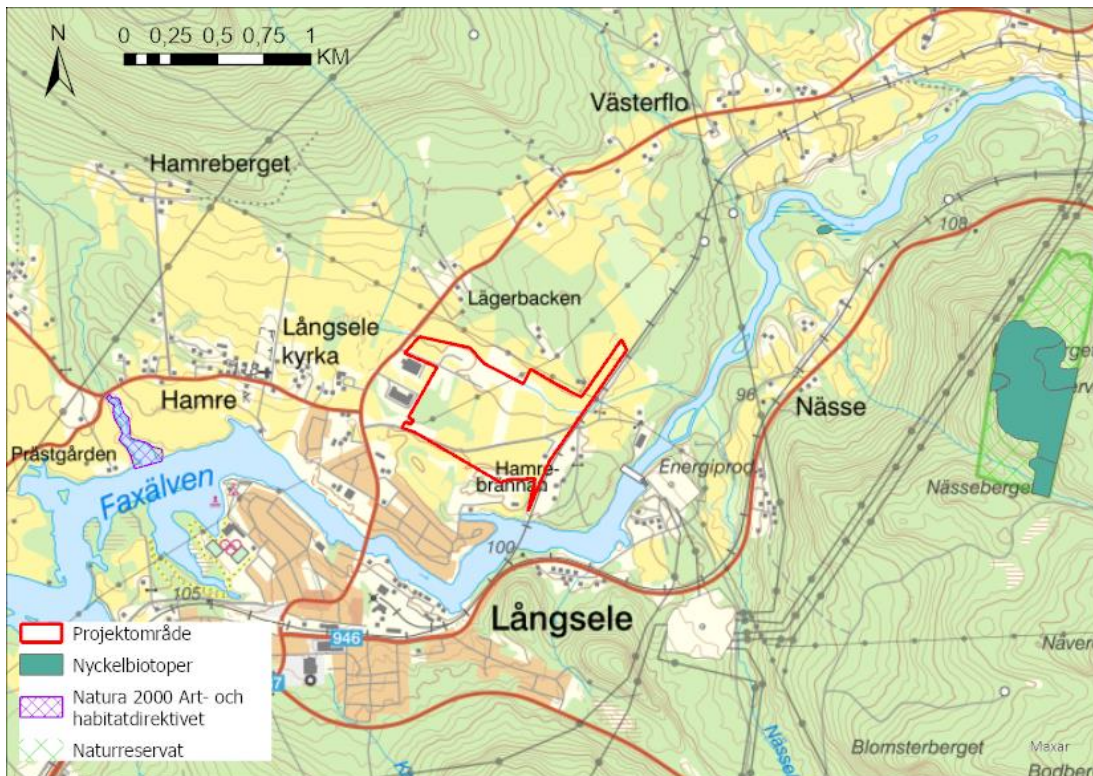 N
0 0,25 0,5 0,75 1
KM
Västerflo
Hamreberget
108
Lägerbacken
Långsele
kyrka
Hamre
96
Nässe
Prästgården
Faxälven
Hamre-
brännan
Energiprod.
Nässeberget
100
105
Långsele
946
Projektområde
Nyckelbiotoper
Natura 2000 Art- och
habitatdirektivet
Naturreservat
Blomsterberget
Maxar